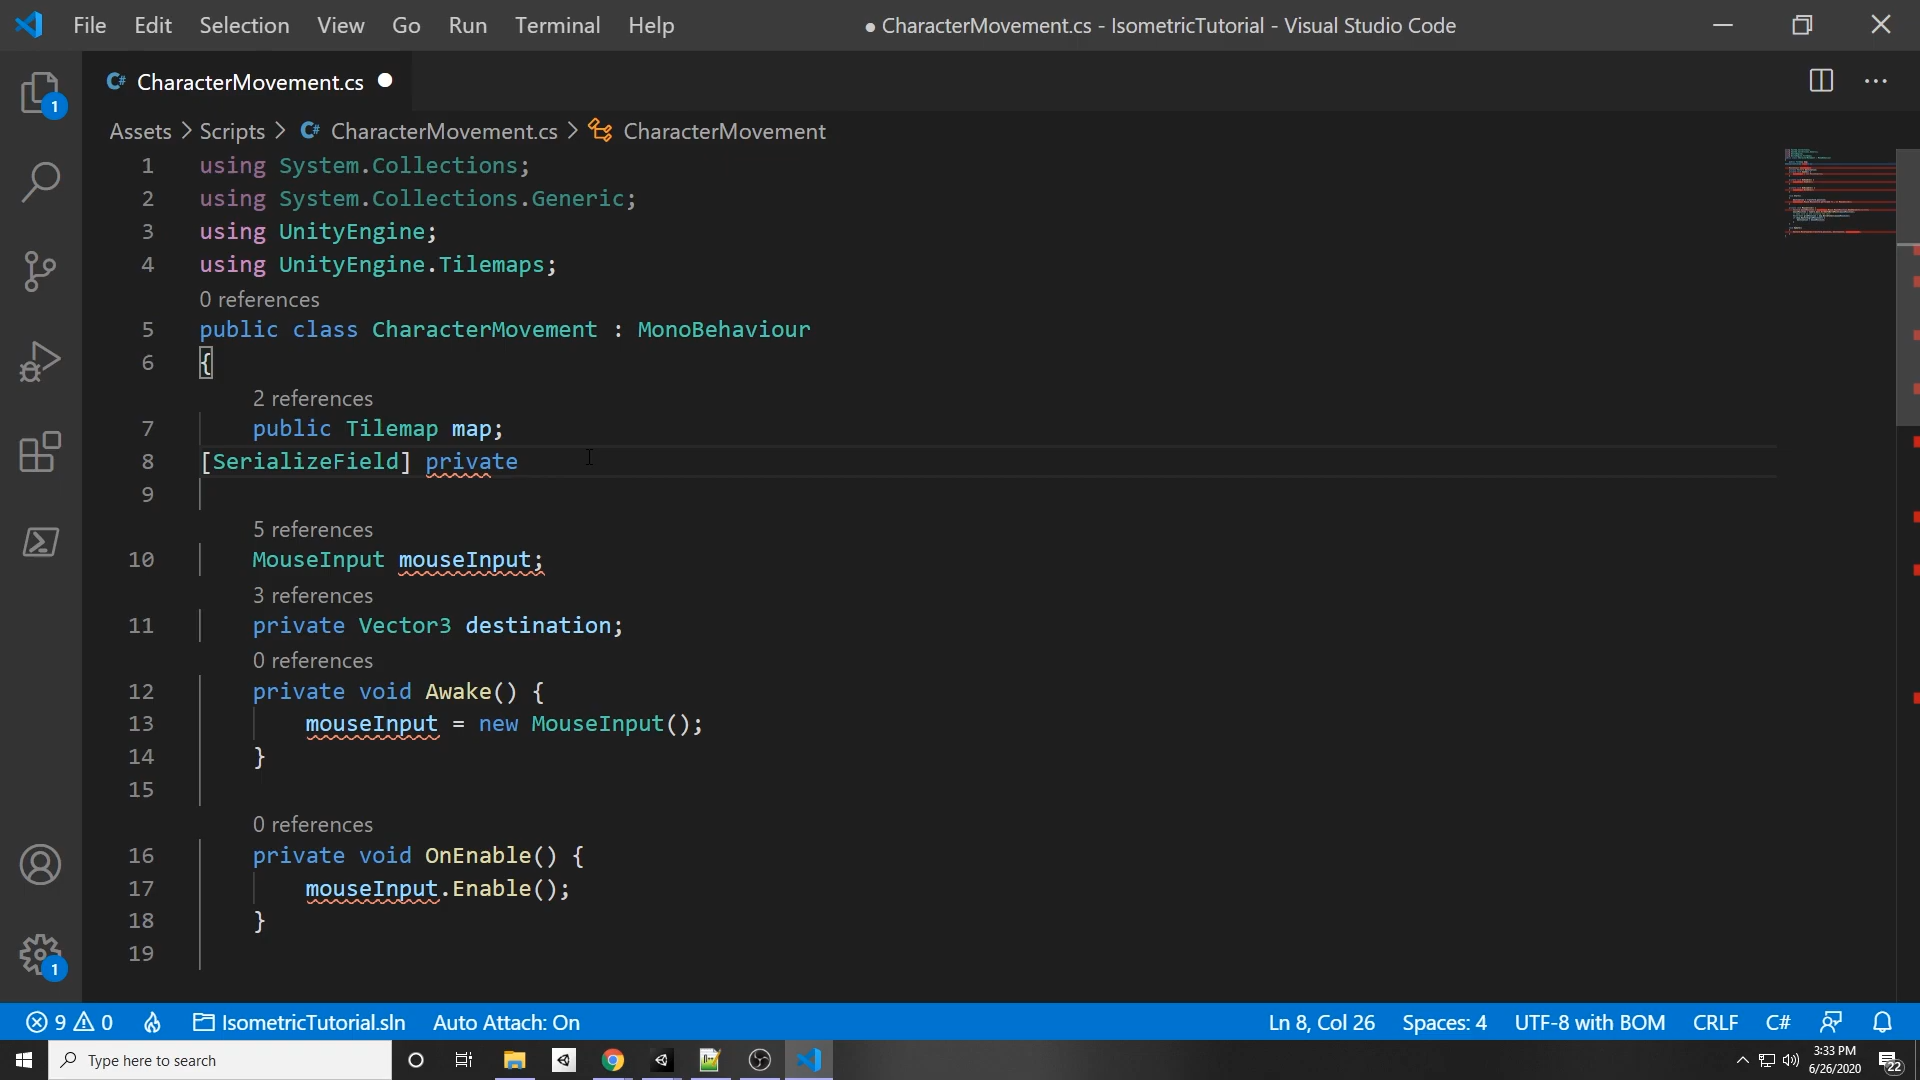 File Edit Selection View Go Run Terminal Help ● CharacterMovement.cs - IsometricTutorial - Visual Studio Code
C# CharacterMovement.cs
1
Assets > Scripts > C# CharacterMovement.cs > CharacterMovement
1 using System.Collections;
2 using System.Collections.Generic;
3 using UnityEngine;
4 using UnityEngine.Tilemaps;
0 references
5 public class CharacterMovement : MonoBehaviour
6 {
2 references
7 public Tilemap map;
8 [SerializeField] private
9
5 references
10 MouseInput mouseInput;
3 references
11 private Vector3 destination;
0 references
12 private void Awake() {
13 mouseInput = new MouseInput();
14 }
15
0 references
16 private void OnEnable() {
17 mouseInput.Enable();
18 }
19
1
9 0 IsometricTutorial.sln Auto Attach: On Ln 8, Col 26 Spaces: 4 UTF-8 with BOM CRLF C#
Type here to search
3:33 PM
6/26/2020
22